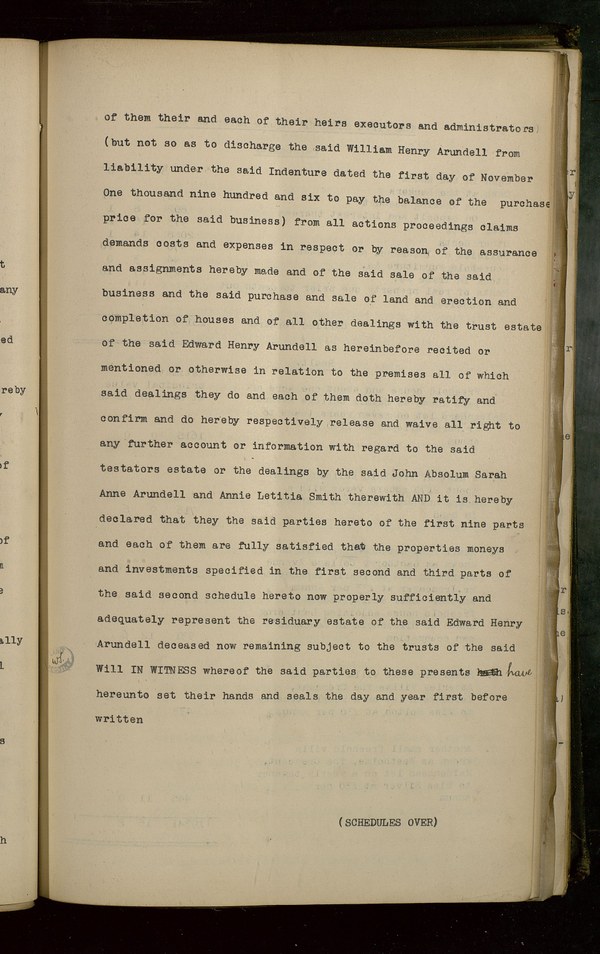 of them their and each of their heirs executors and administrators
(but not so as to discharge the said William Henry Arundell from
liability under the said Indenture dated the first day of November
One thousand nine hundred and six to pay the balance of the purchase
price for the said business) from all actions proceedings claims
demands costs and expenses in respect or by reason of the assurance
and assignments hereby made and of the said sale of the said
business and the said purchase and sale of land and erection and
completion of houses and of all other dealings with the trust estate
of the said Edward Henry Arundell as hereinbefore recited or
mentioned or otherwise in relation to the premises all of which
said dealings they do and each of them doth hereby ratify and
confirm and do hereby respectively release and waive all right to
any further account or information with regard to the said
testators estate or the dealings by the said John Absolum Sarah
Anne Arundell and Annie Letitia Smith therewith AND it is hereby
declared that they the said parties hereto of the first nine parts
and each of them are fully satisfied that the properties moneys
and investments specified in the first second and third parts of
the said second schedule hereto now properly sufficiently and
adequately represent the residuary estate of the said Edward Henry
Arundell deceased now remaining subject to the trusts of the said
Will IN WITNESS whereof the said parties to these presents hath have
hereunto set their hands and seals the day and year first before
written
(SCHEDULES OVER)